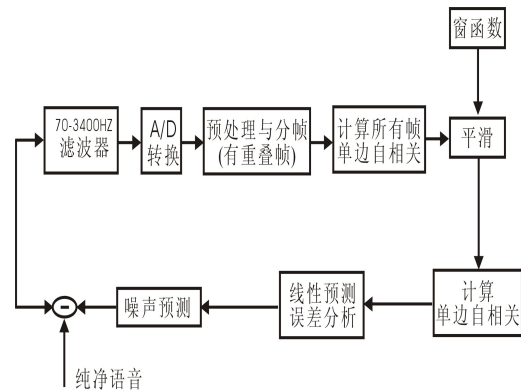 窗函数
70-3400HZ
滤波器
A/D
转换
预处理与分帧
(有重叠帧)
计算所有帧
单边自相关
平滑
计算
单边自相关
线性预测
误差分析
噪声预测
-
纯净语音